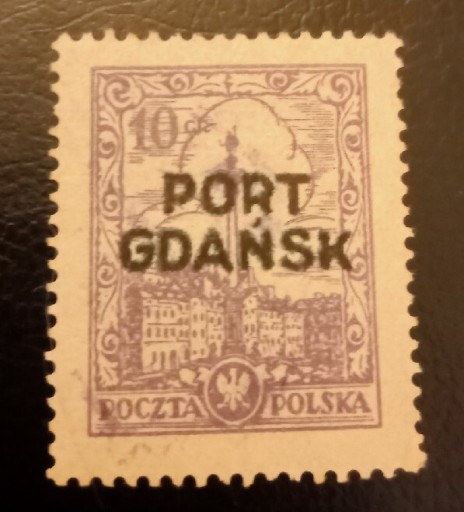 10 gr
PORT
GDAŃSK
POCZTA POLSKA